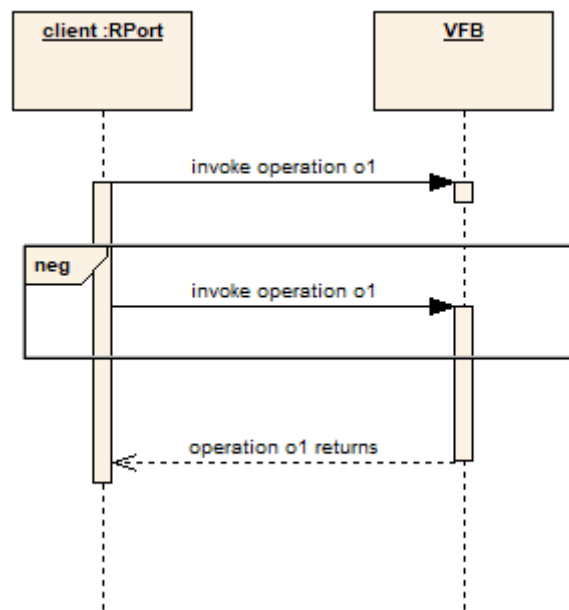 client :RPort
VFB
invoke operation o1
neg
invoke operation o1
operation o1 returns